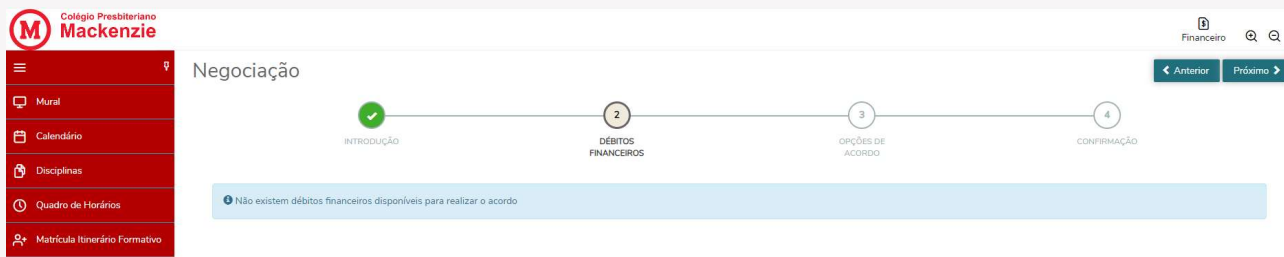 Colégio Presbiteriano
Mackenzie
M
Financeiro
Negociação
Anterior
Próximo
Mural
Calendário
Disciplinas
Quadro de Horários
Matrícula Itinerário Formativo
INTRODUÇÃO
2
DÉBITOS
FINANCEIROS
3
OPÇÕES DE
ACORDO
4
CONFIRMAÇÃO
Não existem débitos financeiros disponíveis para realizar o acordo